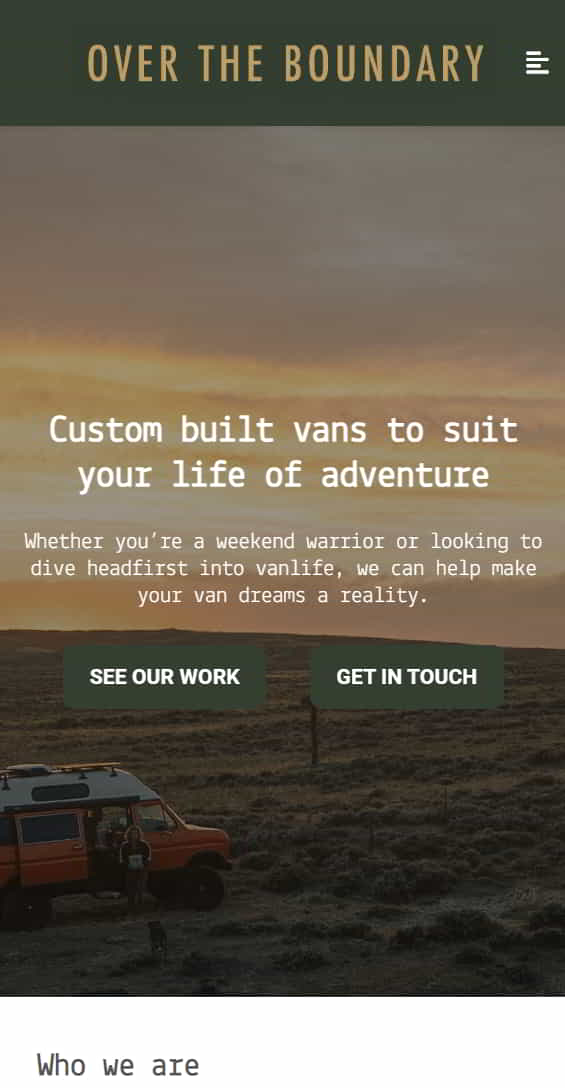 OVER THE BOUNDARY
Custom built vans to suit
your life of adventure
Whether you're a weekend warrior or looking to
dive headfirst into vanlife, we can help make
your van dreams a reality.
SEE OUR WORK
GET IN TOUCH
Who we are